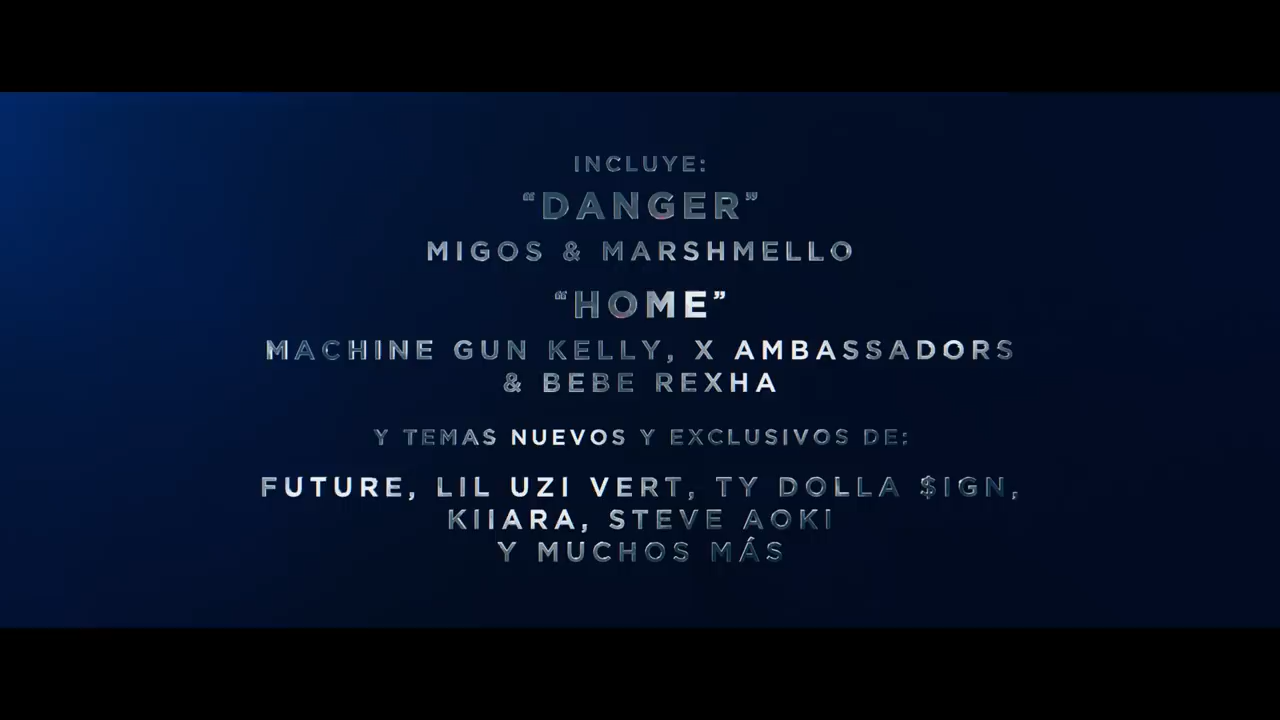 INCLUYE:
“DANGER”
MIGOS & MARSHMELLO
“HOME”
MACHINE GUN KELLY, X AMBASSADORS
& BEBE REXHA
Y TEMAS NUEVOS Y EXCLUSIVOS DE:
FUTURE, LIL UZI VERT, TY DOLLA $IGN,
KIIARA, STEVE AOKI
Y MUCHOS MÁS